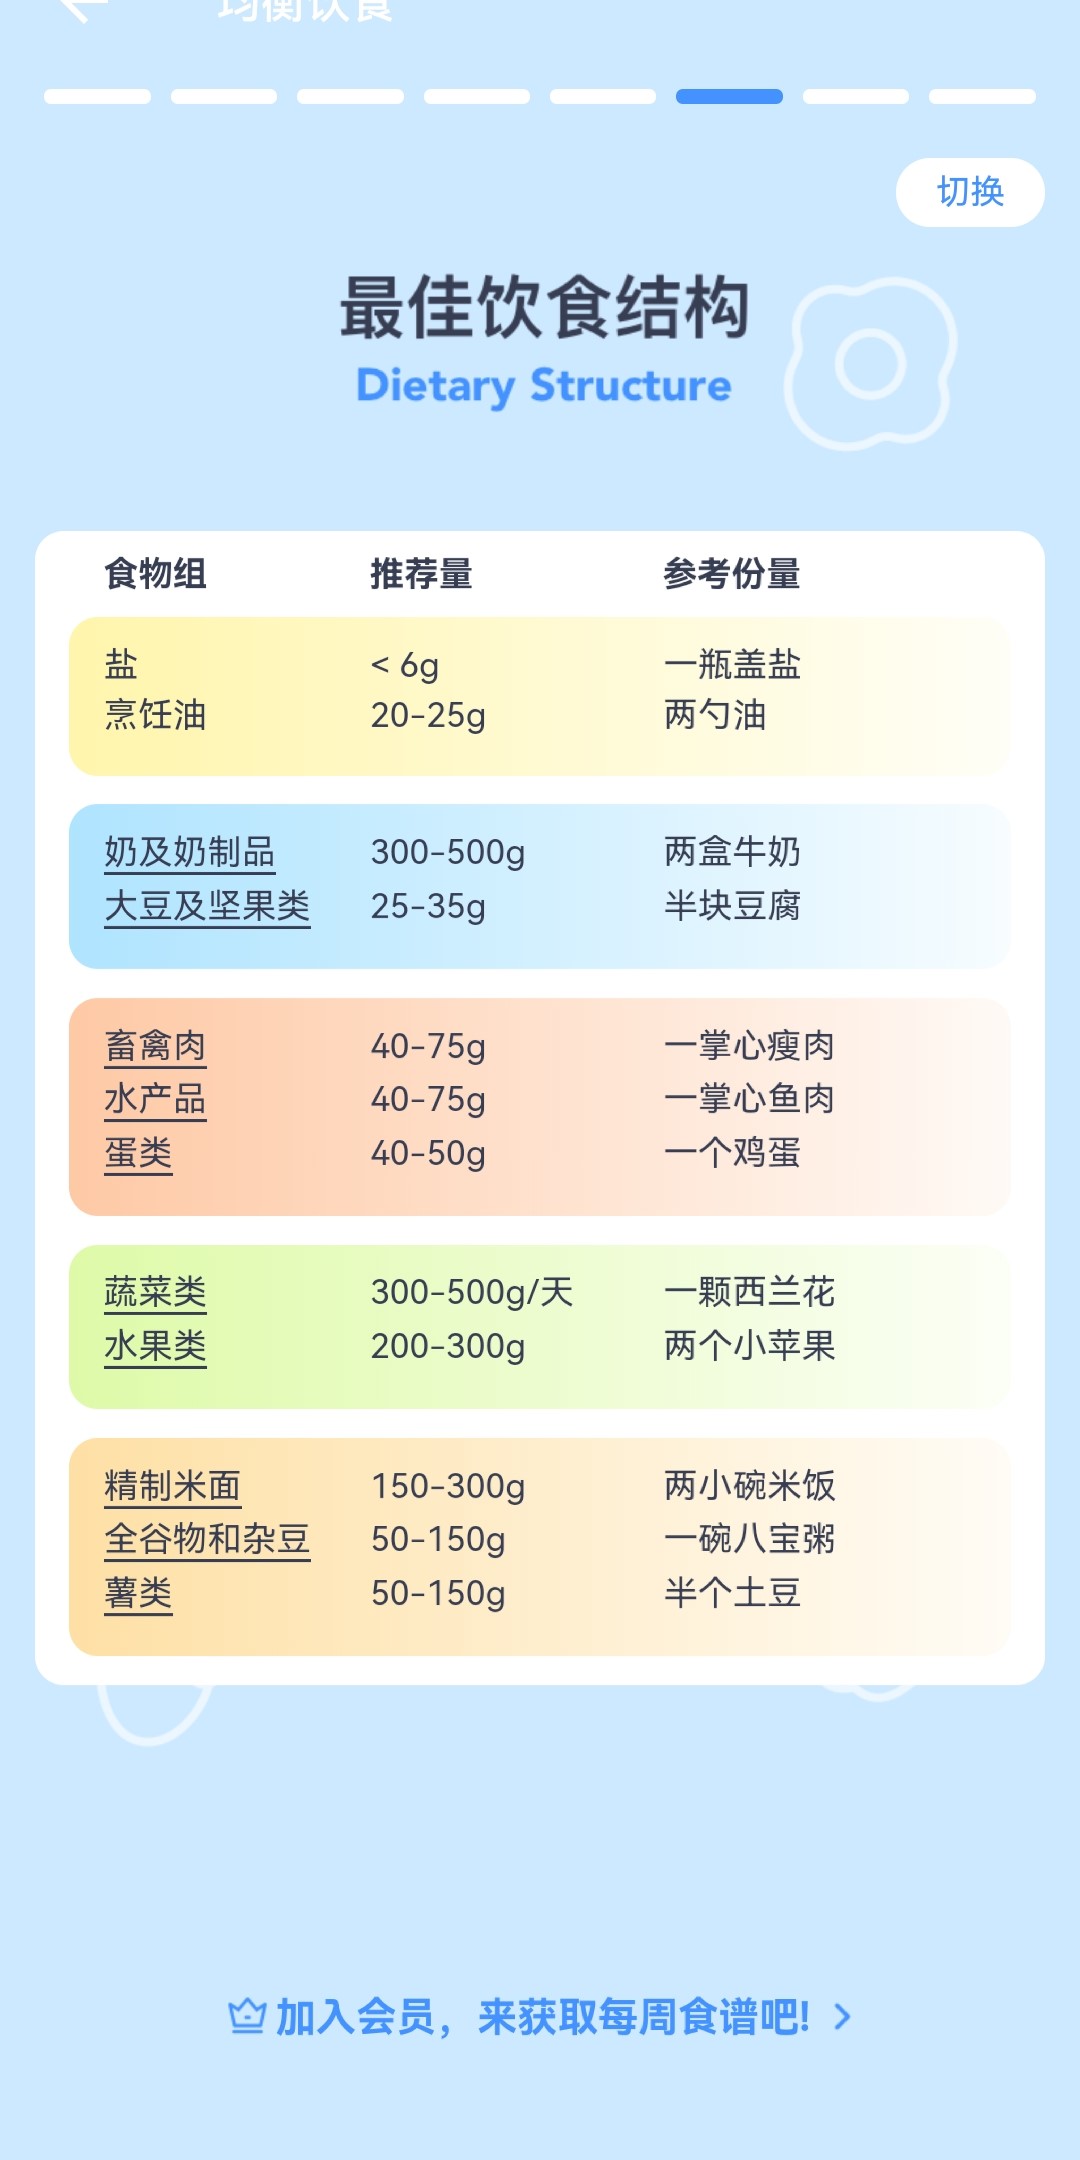 均衡饮食
切换
最佳饮食结构
Dietary Structure
食物组 推荐量 参考份量
盐 < 6g 一瓶盖盐
烹饪油 20-25g 两勺油
奶及奶制品 300-500g 两盒牛奶
大豆及坚果类 25-35g 半块豆腐
畜禽肉 40-75g 一掌心瘦肉
水产品 40-75g 一掌心鱼肉
蛋类 40-50g 一个鸡蛋
蔬菜类 300-500g/天 一颗西兰花
水果类 200-300g 两个小苹果
精制米面 150-300g 两小碗米饭
全谷物和杂豆 50-150g 一碗八宝粥
薯类 50-150g 半个土豆
加入会员，来获取每周食谱吧!